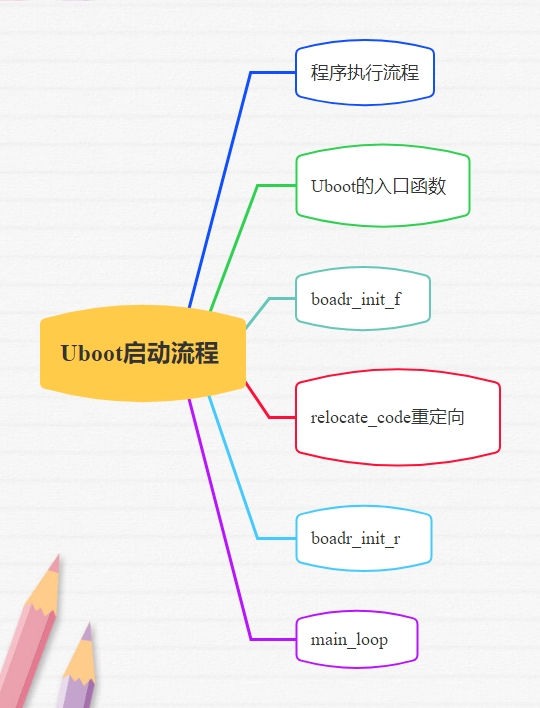 程序执行流程
Uboot的入口函数
boadr_init_f
Uboot启动流程
relocate_code重定向
boadr_init_r
main_loop